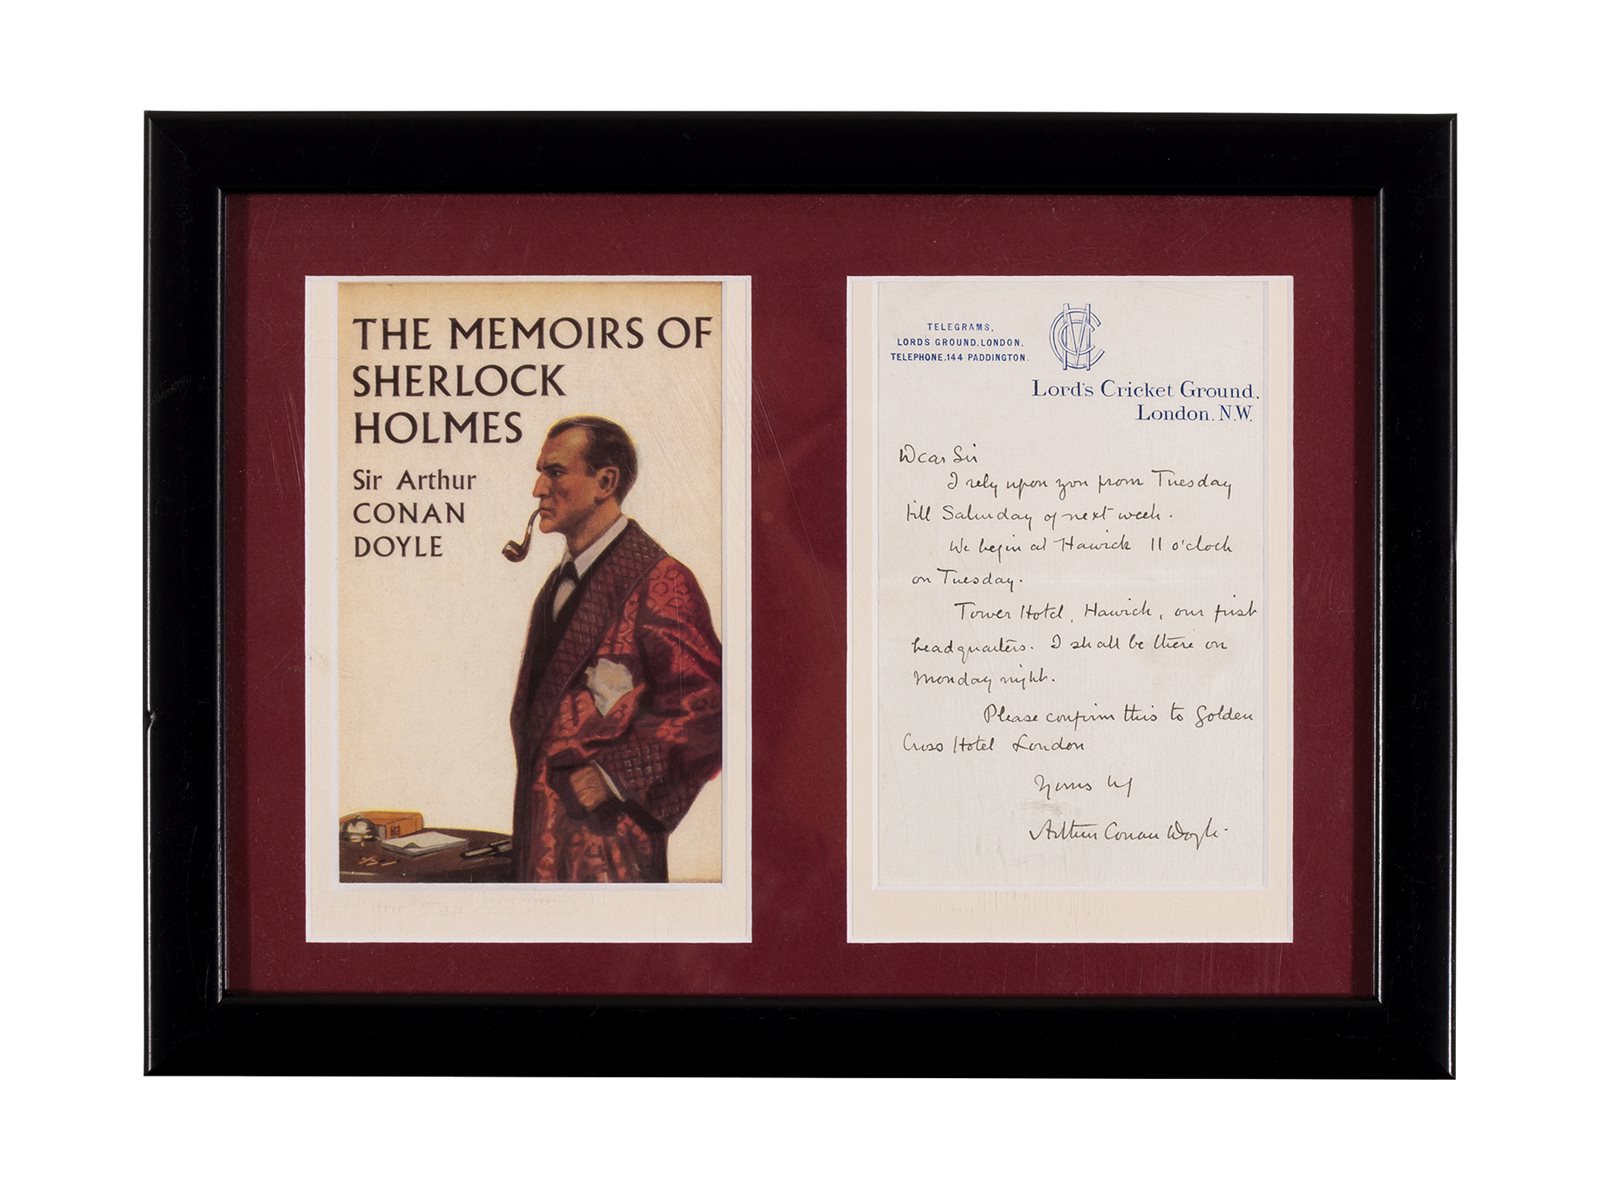 THE MEMOIRS OF
SHERLOCK
HOLMES
Sir Arthur
CONAN
DOYLE
TELEGRAMS,
LORD'S GROUND, LONDON.
TELEPHONE, 144 PADDINGTON
MCC
Lord's Cricket Ground,
London. N.W.
Dear Sir
I rely upon you from Tuesday
till Saturday of next week.
We begin at Hawick 11 o'clock
on Tuesday.
Tower Hotel, Hawick, our first
headquarters. I shall be there on
Monday night.
Please confirm this to Golden
Cross Hotel London
Yours
Arthur Conan Doyle.